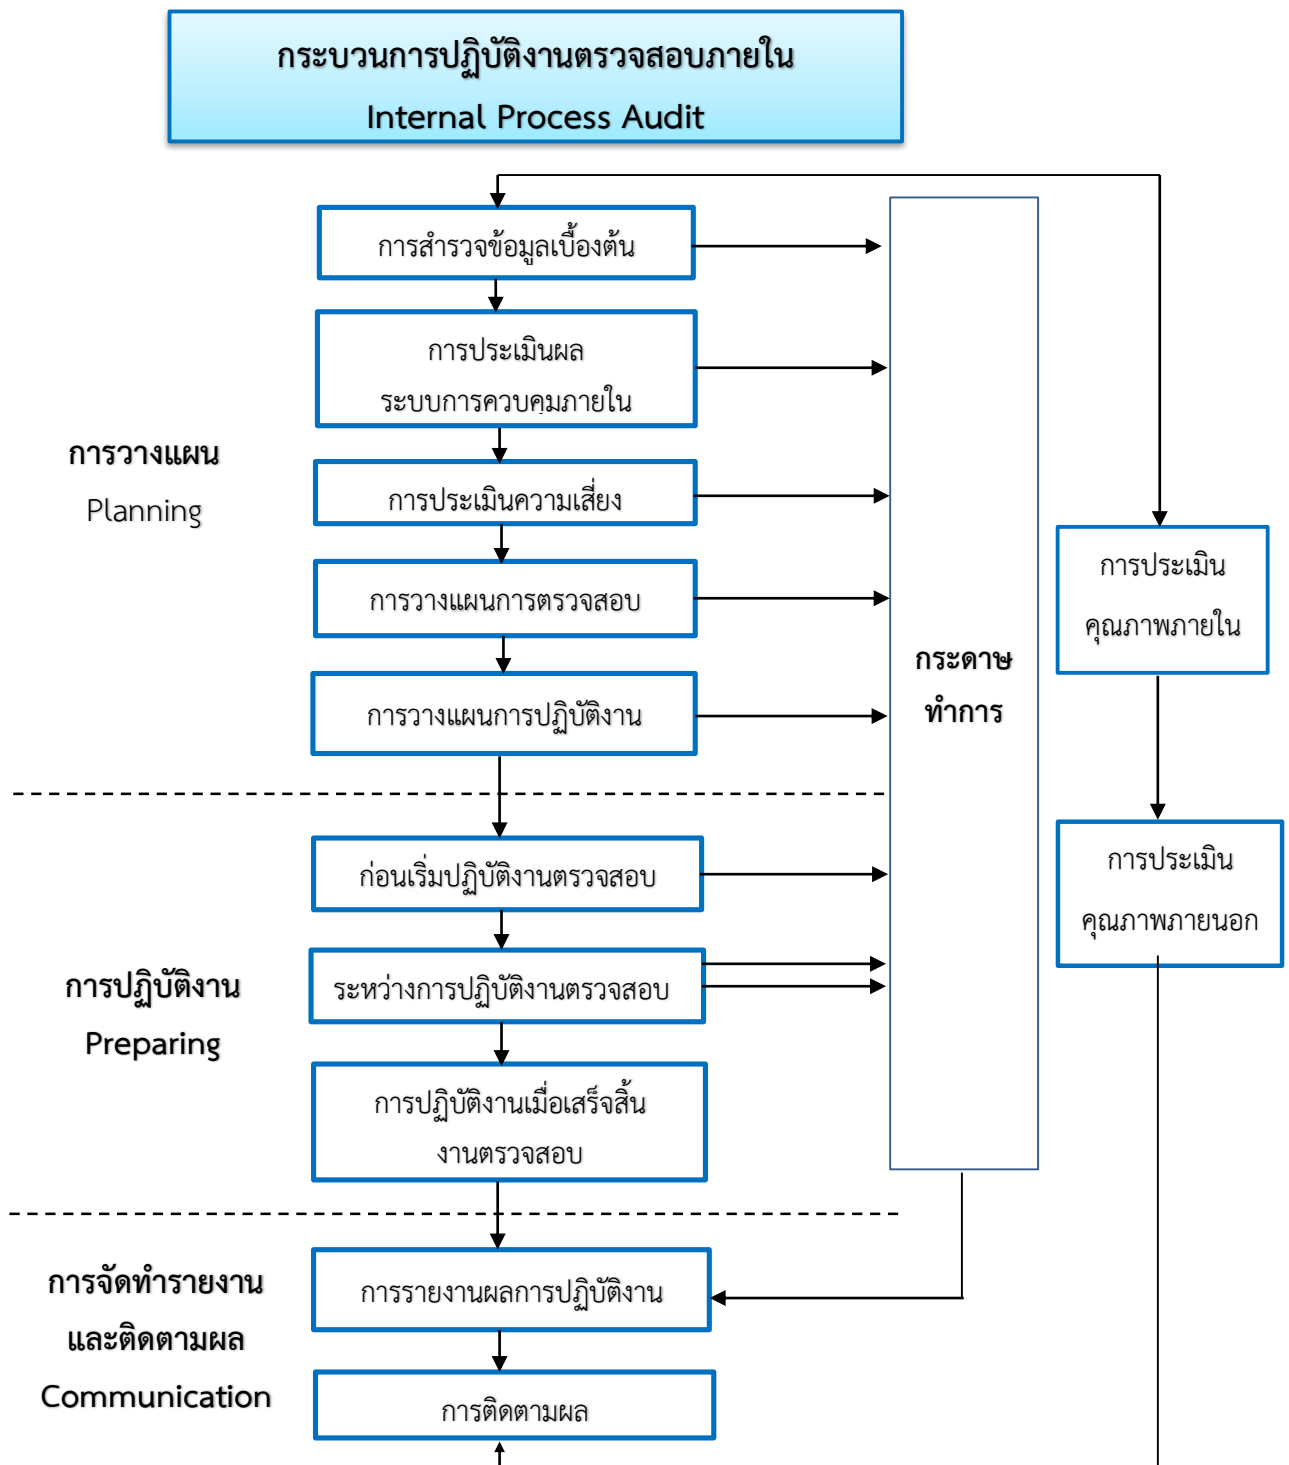 กระบวนการปฏิบัติงานตรวจสอบภายใน
Internal Process Audit
การสำรวจข้อมูลเบื้องต้น
การประเมินผล
ระบบการควบคุมภายใน
การวางแผน
Planning
การประเมินความเสี่ยง
การวางแผนการตรวจสอบ
การวางแผนการปฏิบัติงาน
กระดาษ
ทำการ
การประเมิน
คุณภาพภายใน
ก่อนเริ่มปฏิบัติงานตรวจสอบ
การประเมิน
คุณภาพภายนอก
การปฏิบัติงาน
Preparing
ระหว่างการปฏิบัติงานตรวจสอบ
การปฏิบัติงานเมื่อเสร็จสิ้น
งานตรวจสอบ
การจัดทำรายงาน
และติดตามผล
Communication
การรายงานผลการปฏิบัติงาน
การติดตามผล